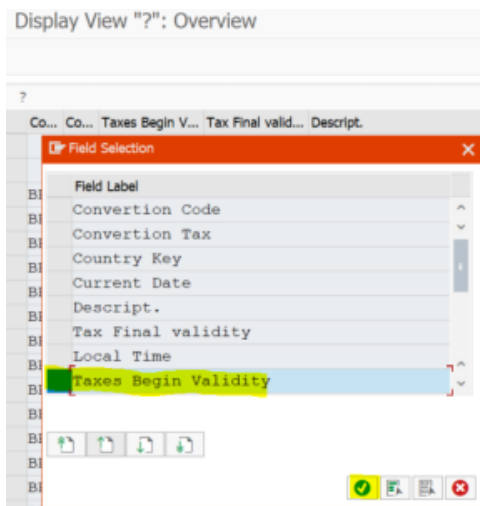 Display View "?": Overview
?
Co... Co... Taxes Begin V... Tax Final valid... Descript.
Field Selection
Field Label
Convertion Code
Convertion Tax
Country Key
Current Date
Descript.
Tax Final validity
Local Time
Taxes Begin Validity